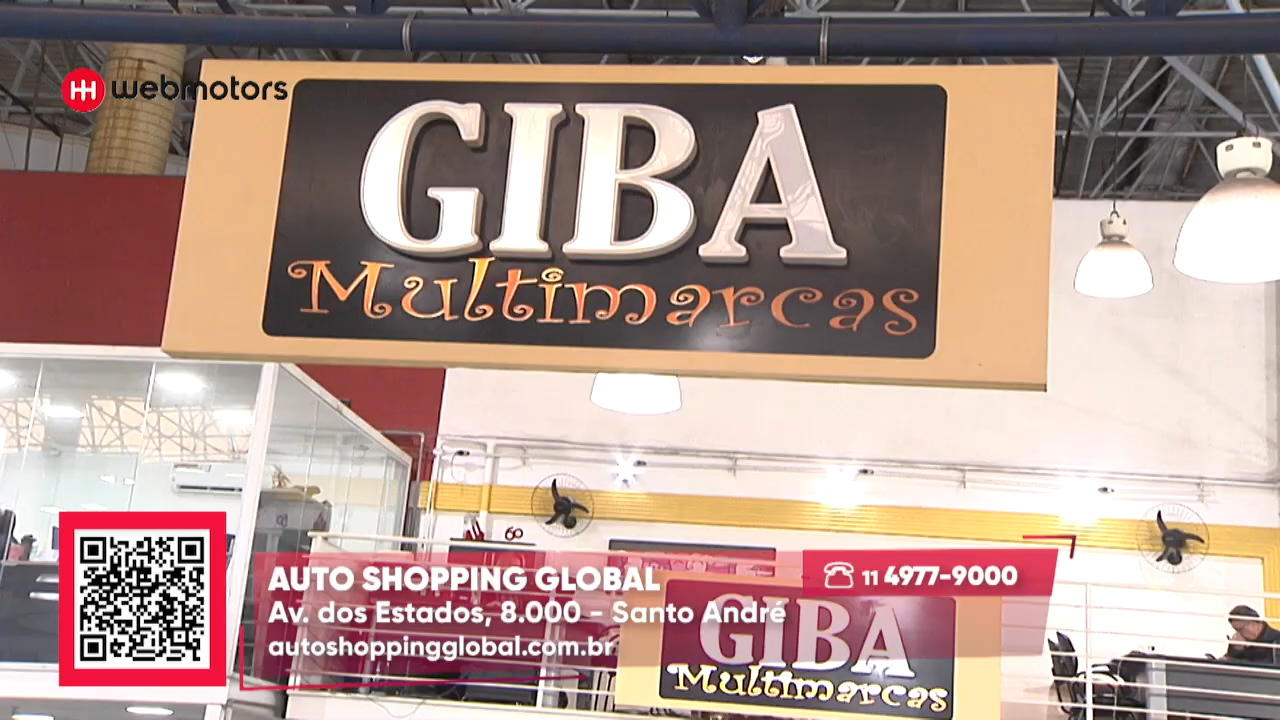 webmotors
GIBA
Multimarcas
AUTO SHOPPING GLOBAL
11 4977-9000
Av. dos Estados, 8.000 - Santo André
autoshoppingglobal.com.br
GIBA
Multimarcas